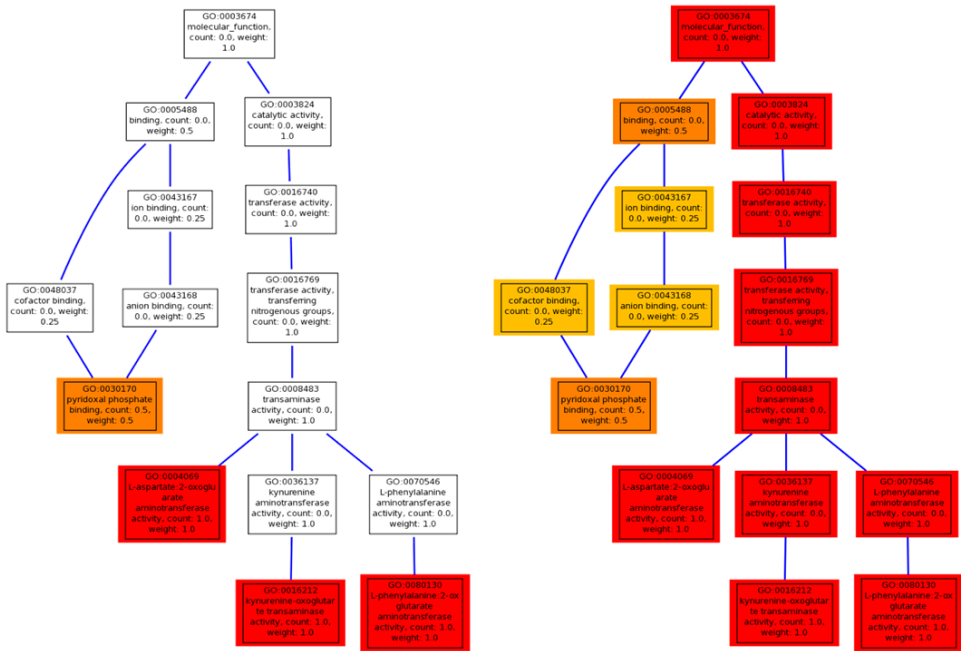 GO:0003674
molecular_function,
count: 0.0, weight:
1.0
GO:0005488
binding, count: 0.0,
weight: 0.5
GO:0003824
catalytic activity,
count: 0.0, weight:
1.0
GO:0043167
ion binding, count:
0.0, weight: 0.25
GO:0016740
transferase activity,
count: 0.0, weight:
1.0
GO:0048037
cofactor binding,
count: 0.0, weight:
0.25
GO:0043168
anion binding, count:
0.0, weight: 0.25
GO:0016769
transferase activity,
transferring
nitrogenous groups,
count: 0.0, weight:
1.0
GO:0030170
pyridoxal phosphate
binding, count: 0.5,
weight: 0.5
GO:0008483
transaminase
activity, count: 0.0,
weight: 1.0
GO:0004069
L-aspartate:2-oxoglu
arate
aminotransferase
activity, count: 1.0,
weight: 1.0
GO:0036137
kynurenine
aminotransferase
activity, count: 0.0,
weight: 1.0
GO:0070546
L-phenylalanine
aminotransferase
activity, count: 0.0,
weight: 1.0
GO:0016212
kynurenine-oxoglutar
te transaminase
activity, count: 1.0,
weight: 1.0
GO:0080130
L-phenylalanine:2-ox
glutarate
aminotransferase
activity, count: 1.0,
weight: 1.0
GO:0003674
molecular_function,
count: 0.0, weight:
1.0
GO:0005488
binding, count: 0.0,
weight: 0.5
GO:0003824
catalytic activity,
count: 0.0, weight:
1.0
GO:0043167
ion binding, count:
0.0, weight: 0.25
GO:0016740
transferase activity,
count: 0.0, weight:
1.0
GO:0048037
cofactor binding,
count: 0.0, weight:
0.25
GO:0043168
anion binding, count:
0.0, weight: 0.25
GO:0016769
transferase activity,
transferring
nitrogenous groups,
count: 0.0, weight:
1.0
GO:0030170
pyridoxal phosphate
binding, count: 0.5,
weight: 0.5
GO:0008483
transaminase
activity, count: 0.0,
weight: 1.0
GO:0004069
L-aspartate:2-oxoglu
arate
aminotransferase
activity, count: 1.0,
weight: 1.0
GO:0036137
kynurenine
aminotransferase
activity, count: 0.0,
weight: 1.0
GO:0070546
L-phenylalanine
aminotransferase
activity, count: 0.0,
weight: 1.0
GO:0016212
kynurenine-oxoglutar
te transaminase
activity, count: 1.0,
weight: 1.0
GO:0080130
L-phenylalanine:2-ox
glutarate
aminotransferase
activity, count: 1.0,
weight: 1.0